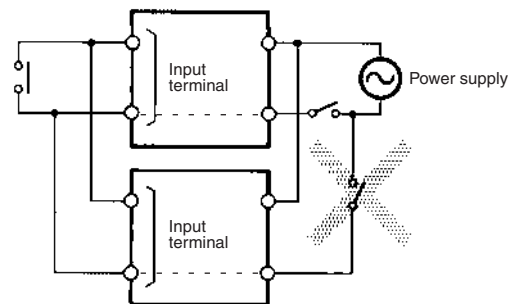 Input
terminal
Power supply
Input
terminal